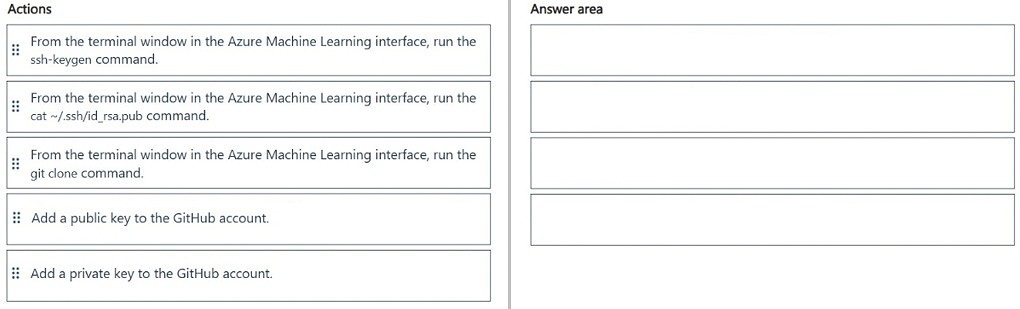 Actions
Answer area
From the terminal window in the Azure Machine Learning interface, run the
ssh-keygen command.
From the terminal window in the Azure Machine Learning interface, run the
cat ~/.ssh/id_rsa.pub command.
From the terminal window in the Azure Machine Learning interface, run the
git clone command.
Add a public key to the GitHub account.
Add a private key to the GitHub account.